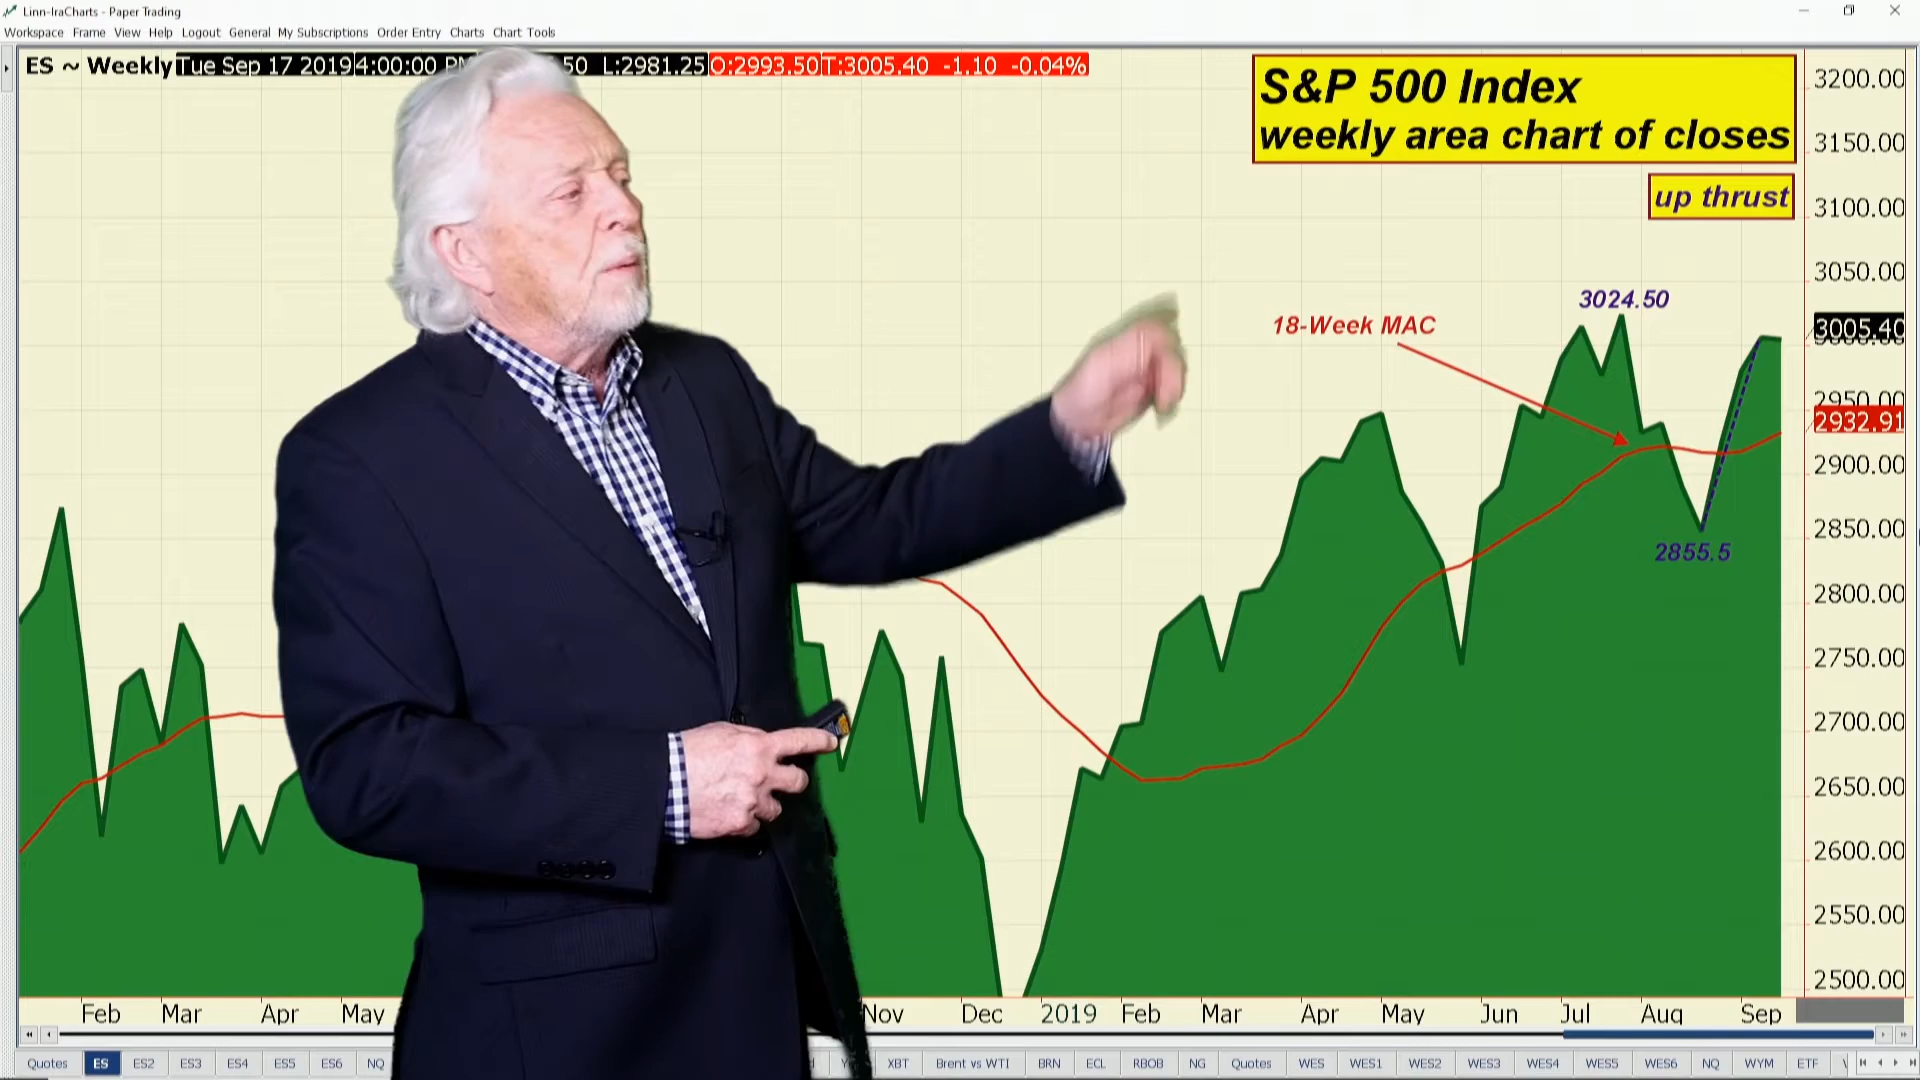 Linn-IraCharts - Paper Trading
Workspace Frame View Help Logout General My Subscriptions Order Entry Charts Chart Tools
ES ~ Weekly Tue Sep 17 2019 4:00:00 50 L:2981.25 O:2993.50 T:3005.40 -1.10 -0.04%
S&P 500 Index
weekly area chart of closes
up thrust
3200.00
3150.00
3100.00
3050.00
3024.50
18-Week MAC
3005.40
2950.00
2932.91
2900.00
2850.00
2855.5
2800.00
2750.00
2700.00
2650.00
2600.00
2550.00
2500.00
Feb Mar Apr May Nov Dec 2019 Feb Mar Apr May Jun Jul Aug Sep
Quotes ES ES2 ES3 ES4 ES5 ES6 NQ XBT Brent vs WTI BRN ECL RBOB NG Quotes WES WES1 WES2 WES3 WES4 WES5 WES6 NQ WYM ETF